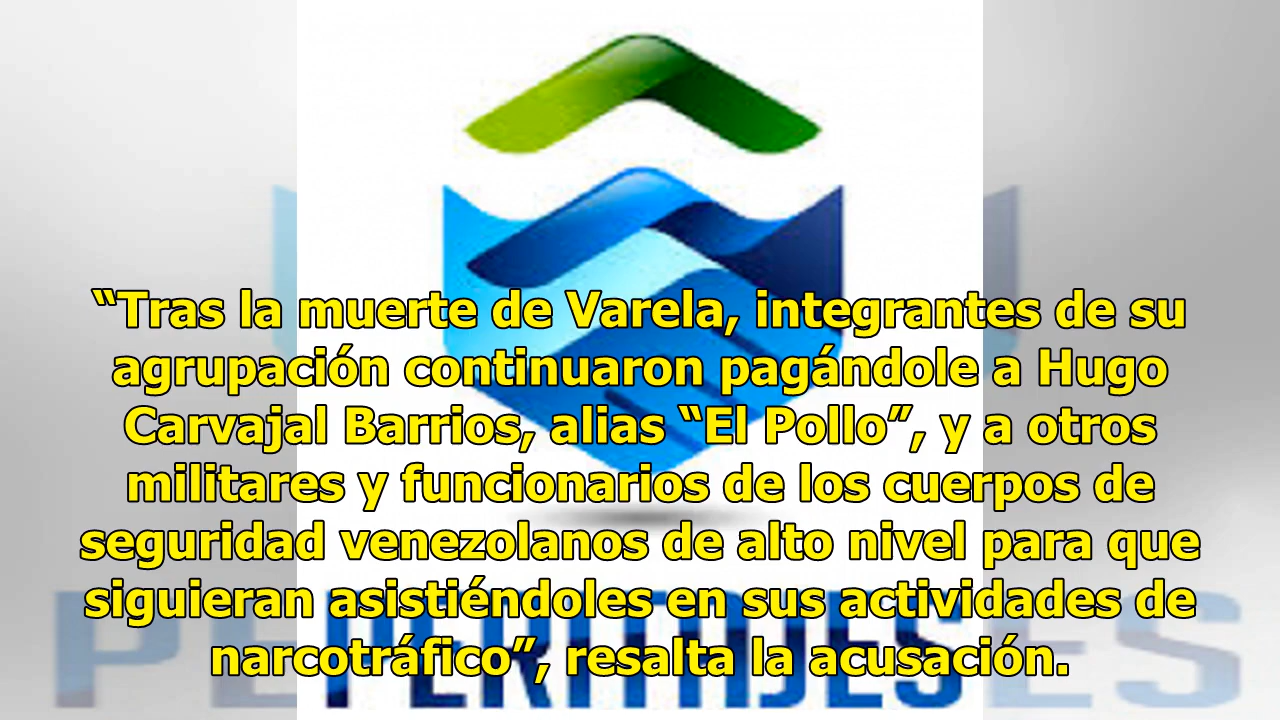 “Tras la muerte de Varela, integrantes de su
agrupación continuaron pagándole a Hugo
Carvajal Barrios, alias “El Pollo”, y a otros
militares y funcionarios de los cuerpos de
seguridad venezolanos de alto nivel para que
siguieran asistiéndoles en sus actividades de
narcotráfico”, resalta la acusación.
PERITAJES